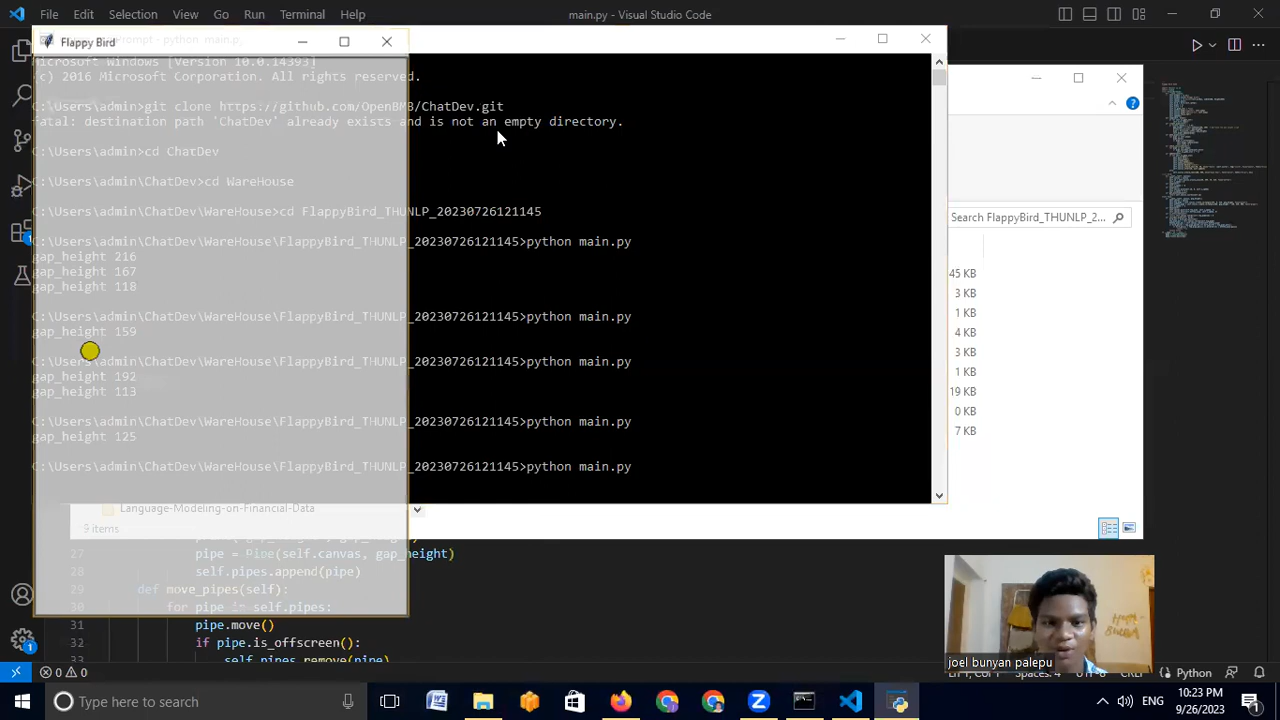 File Edit Selection View Go Run Terminal Help main.py - Visual Studio Code
Flappy Bird
Microsoft Windows [Version 10.0.14393]
(c) 2016 Microsoft Corporation. All rights reserved.
C:\Users\admin>git clone https://github.com/OpenBMB/ChatDev.git
fatal: destination path 'ChatDev' already exists and is not an empty directory.
C:\Users\admin>cd ChatDev
C:\Users\admin\ChatDev>cd WareHouse
C:\Users\admin\ChatDev\WareHouse>cd FlappyBird_THUNLP_20230726121145
C:\Users\admin\ChatDev\WareHouse\FlappyBird_THUNLP_20230726121145>python main.py
gap_height 216
gap_height 167
gap_height 118
C:\Users\admin\ChatDev\WareHouse\FlappyBird_THUNLP_20230726121145>python main.py
gap_height 159
C:\Users\admin\ChatDev\WareHouse\FlappyBird_THUNLP_20230726121145>python main.py
gap_height 192
gap_height 113
C:\Users\admin\ChatDev\WareHouse\FlappyBird_THUNLP_20230726121145>python main.py
gap_height 125
C:\Users\admin\ChatDev\WareHouse\FlappyBird_THUNLP_20230726121145>python main.py
Search FlappyBird_THUNLP_2...
45 KB
3 KB
1 KB
4 KB
3 KB
1 KB
19 KB
0 KB
7 KB
Language-Modeling-on-Financial-Data
9 items
27 pipe = Pipe(self.canvas, gap_height)
28 self.pipes.append(pipe)
29 def move_pipes(self):
30 for pipe in self.pipes:
31 pipe.move()
32 if pipe.is_offscreen():
33 self.pipes.remove(pipe)
joel bunyan palepu
0 0
Python
Type here to search
ENG
10:23 PM
9/26/2023